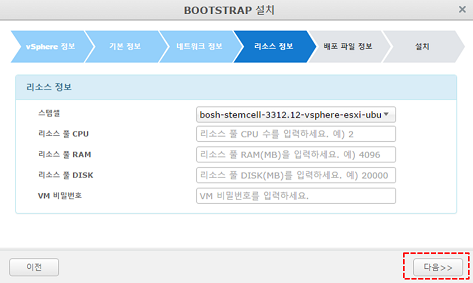 BOOTSTRAP 설치
×
vSphere 정보
기본 정보
네트워크 정보
리소스 정보
배포 파일 정보
설치
리소스 정보
스템셀 bosh-stemcell-3312.12-vsphere-esxi-ubu
리소스 풀 CPU 리소스 풀 CPU 수를 입력하세요. 예) 2
리소스 풀 RAM 리소스 풀 RAM(MB)을 입력하세요. 예) 4096
리소스 풀 DISK 리소스 풀 DISK(MB)를 입력하세요. 예) 20000
VM 비밀번호 VM 비밀번호를 입력하세요.
이전
다음>>